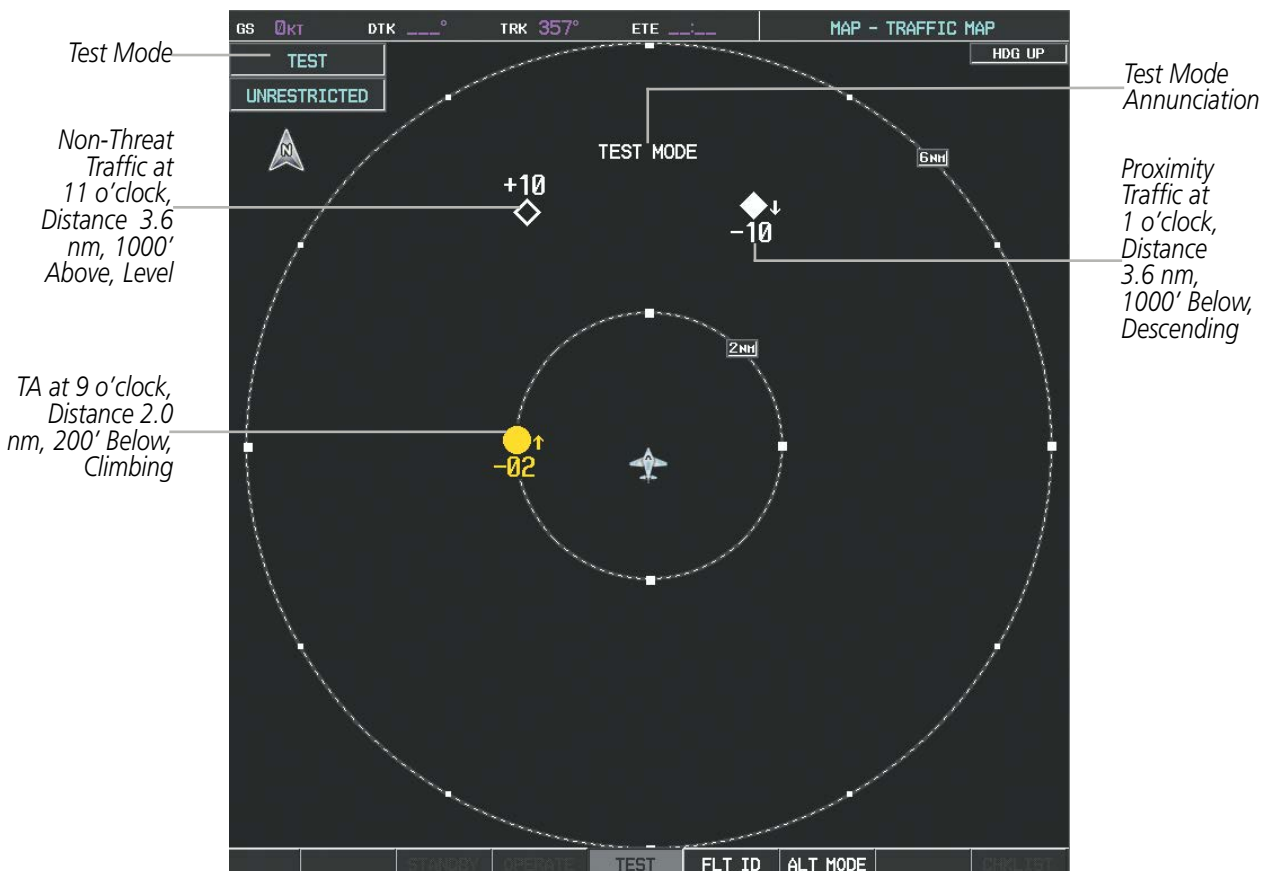 GS 0KT DTK ___° TRK 357° ETE __:__ MAP - TRAFFIC MAP
TEST
UNRESTRICTED
HDG UP
N
TEST MODE
6NM
+10
-10
2NM
-02
STANDBY OPERATE TEST FLT ID ALT MODE CHKLIST
Test Mode
Non-Threat
Traffic at
11 o’clock,
Distance 3.6
nm, 1000’
Above, Level
TA at 9 o’clock,
Distance 2.0
nm, 200’ Below,
Climbing
Test Mode
Annunciation
Proximity
Traffic at
1 o’clock,
Distance
3.6 nm,
1000’ Below,
Descending